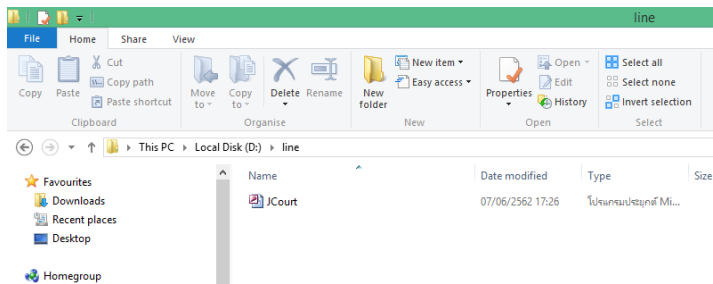 line
File Home Share View
Copy Paste Cut Copy path Paste shortcut Move to Copy to Delete Rename New folder New item Easy access Properties Open Edit History Select all Select none Invert selection
Clipboard Organise New Open Select
This PC Local Disk (D:) line
Name Date modified Type Size
Favourites
JCourt 07/06/2562 17:26 โปรแกรมประยุกต์ Mi...
Downloads
Recent places
Desktop
Homegroup